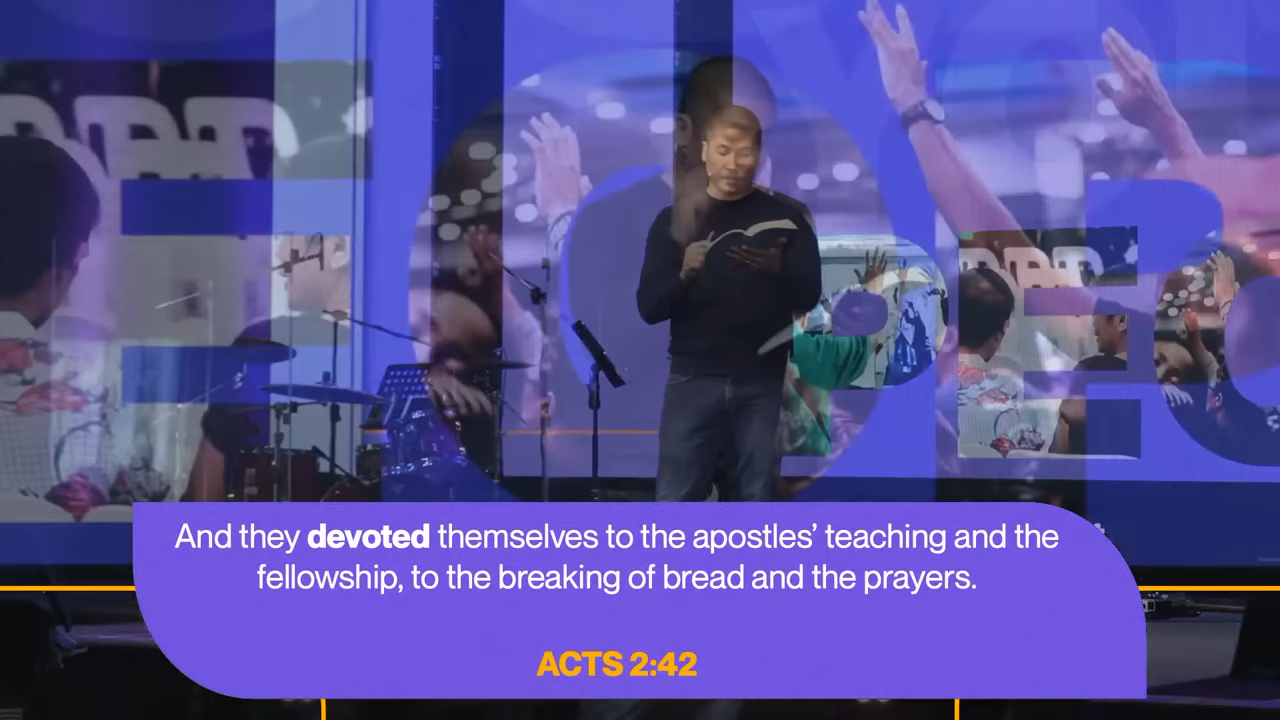 And they devoted themselves to the apostles’ teaching and the
fellowship, to the breaking of bread and the prayers.
ACTS 2:42